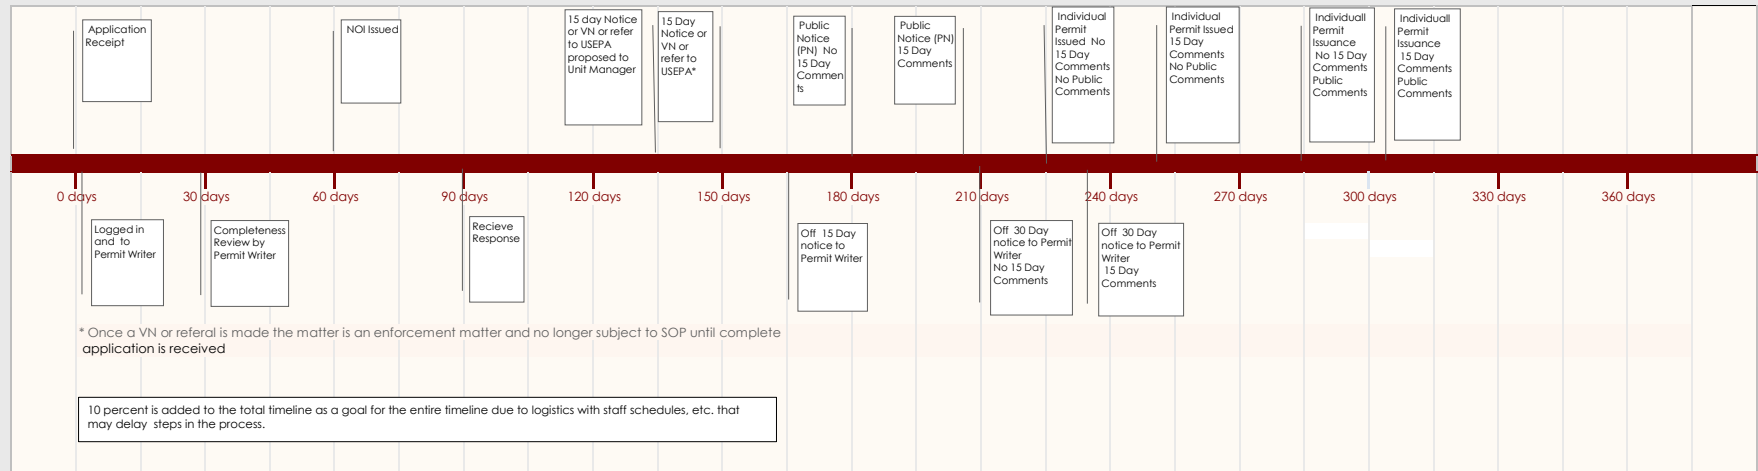 Application
Receipt
NOI Issued
15 day Notice
or VN or refer
to USEPA
proposed to
Unit Manager
15 Day
Notice or
VN or
refer to
USEPA*
Public
Notice
(PN) No
15 Day
Commen
ts
Public
Notice (PN)
15 Day
Comments
Individual
Permit
Issued No
15 Day
Comments
No Public
Comments
Individual
Permit Issued
15 Day
Comments
No Public
Comments
Individuall
Permit
Issuance
No 15 Day
Comments
Public
Comments
Individuall
Permit
Issuance
15 Day
Comments
Public
Comments
0 days
30 days
60 days
90 days
120 days
150 days
180 days
210 days
240 days
270 days
300 days
330 days
360 days
Logged in
and to
Permit Writer
Completeness
Review by
Permit Writer
Recieve
Response
Off 15 Day
notice to
Permit Writer
Off 30 Day
notice to Permit
Writer
No 15 Day
Comments
Off 30 Day
notice to Permit
Writer
15 Day
Comments
* Once a VN or referal is made the matter is an enforcement matter and no longer subject to SOP until complete
application is received
10 percent is added to the total timeline as a goal for the entire timeline due to logistics with staff schedules, etc. that
may delay steps in the process.